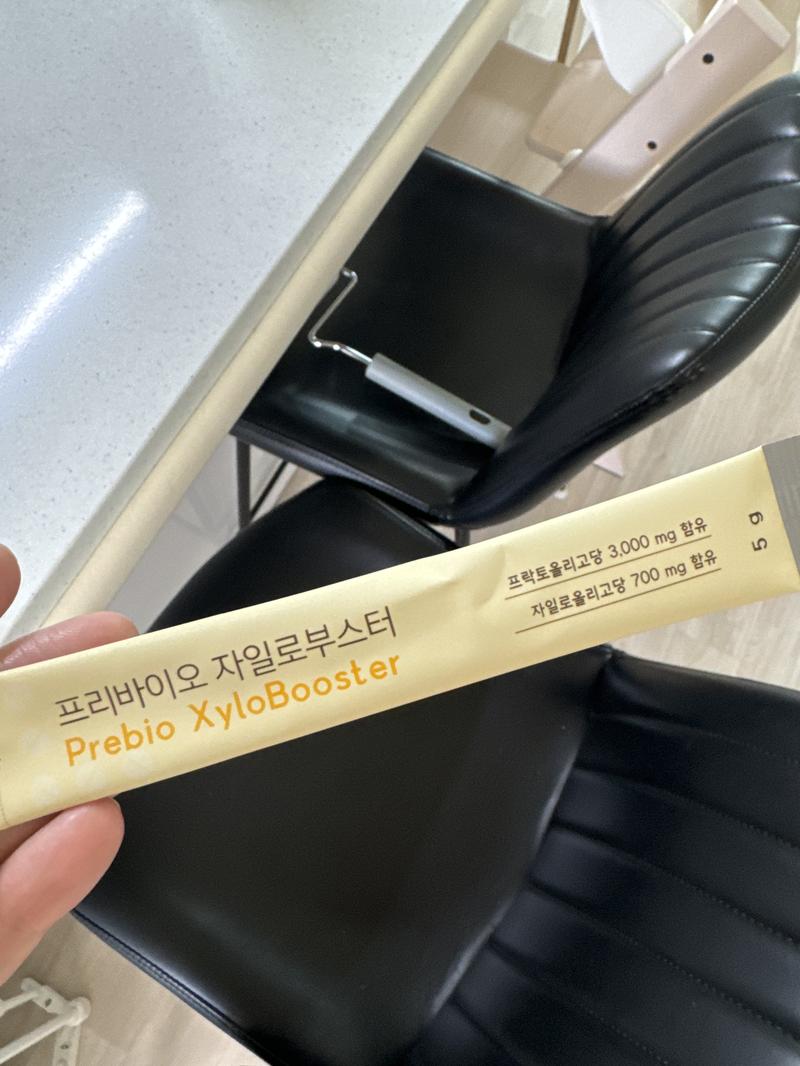 프리바이오 자일로부스터
Prebio XyloBooster
프락토올리고당 3,000 mg 함유
자일로올리고당 700 mg 함유
5 g